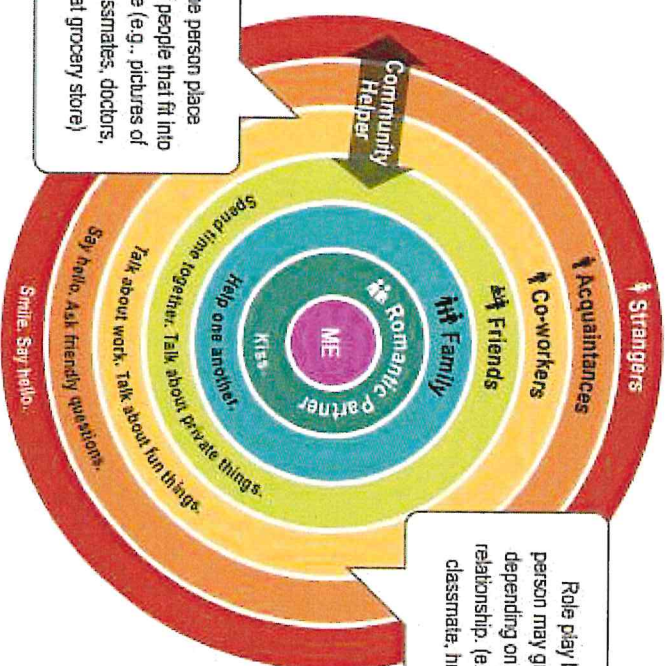 Strangers
Acquaintances
Co-workers
Friends
Family
Romantic Partner
ME
Kiss
Help one another.
Spend time together. Talk about private things.
Talk about work. Talk about fun things.
Say hello. Ask friendly questions.
Smile. Say hello.
Community
Helper
person place
people that fit into
(e.g., pictures of
doctors,
at grocery store)
Role play
person may
depending on
relationship.
classmate,